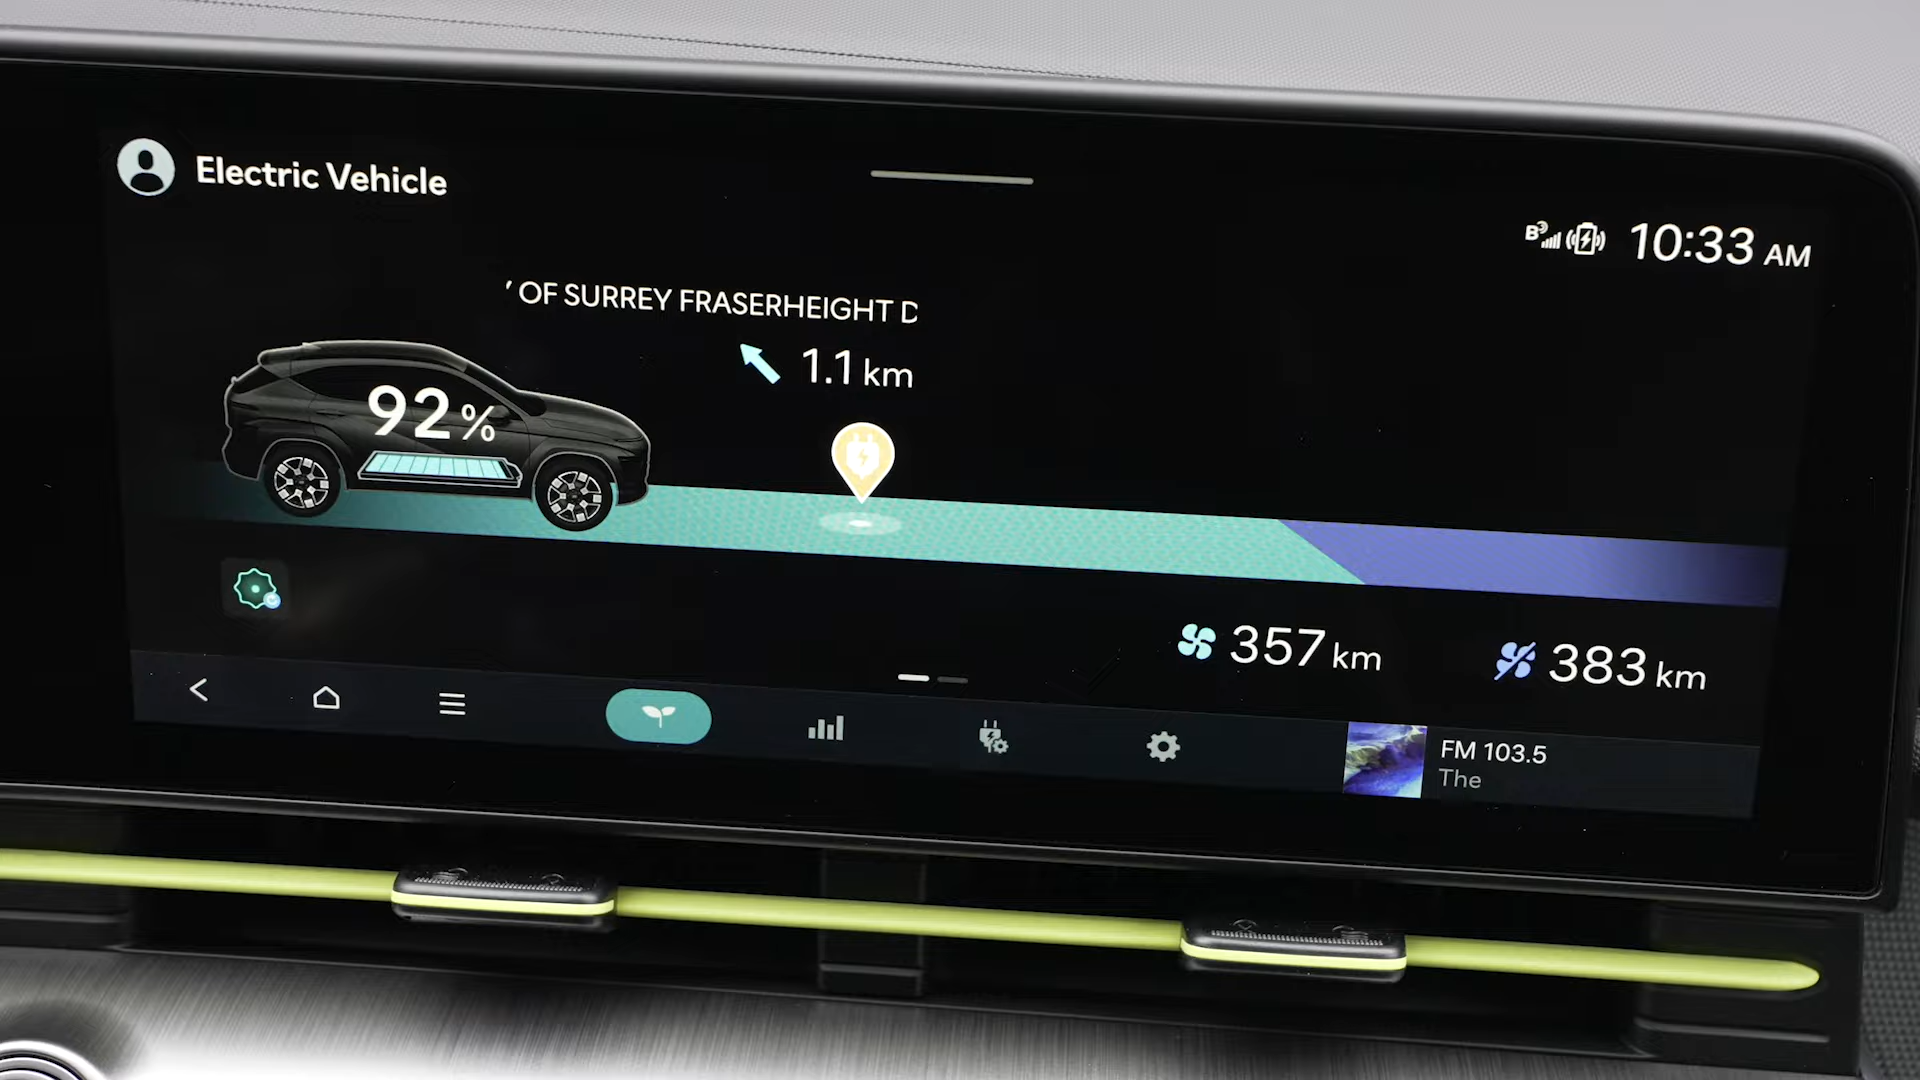 Electric Vehicle
B
10:33 AM
OF SURREY FRASERHEIGHT
1.1 km
92%
357 km
383 km
FM 103.5
The